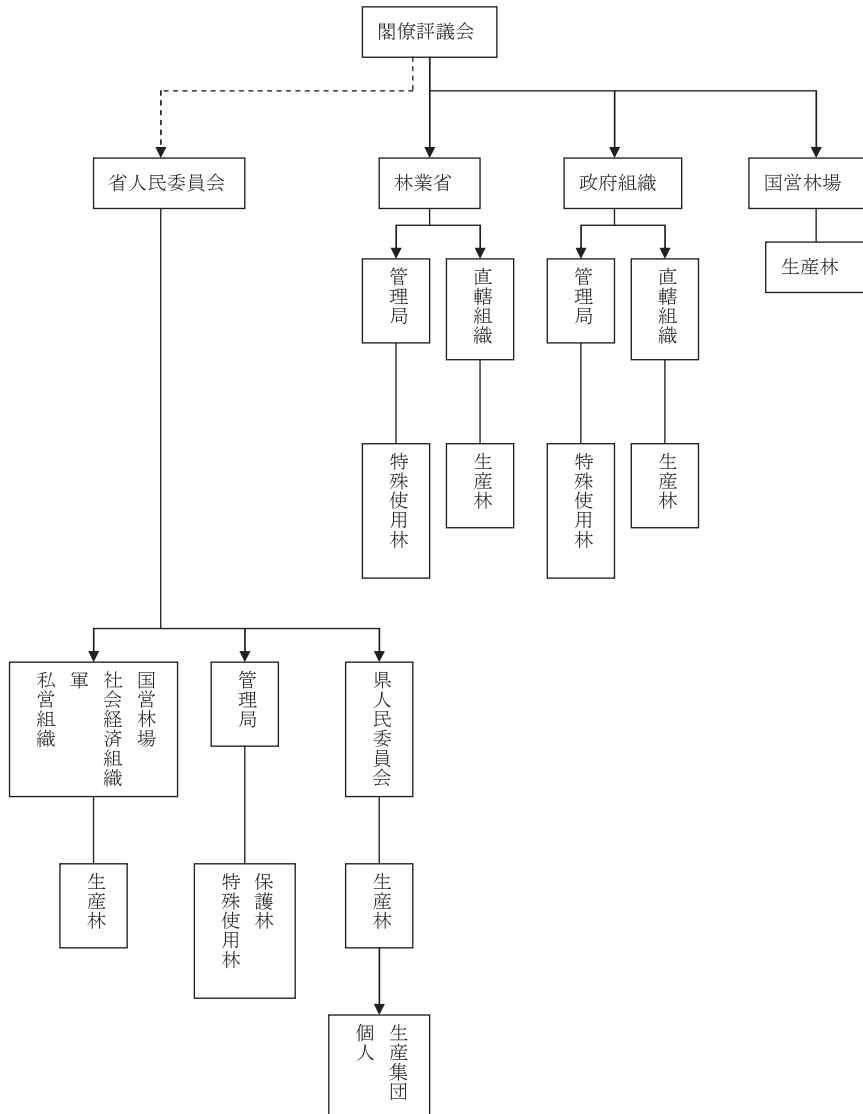 閣僚評議会
省人民委員会
林業省
政府組織
国営林場
管理局
直轄組織
管理局
直轄組織
生産林
特殊使用林
生産林
特殊使用林
生産林
国営林場
社会経済組織
軍
私営組織
管理局
県人民委員会
生産林
保護林
特殊使用林
生産林
生産集団
個人